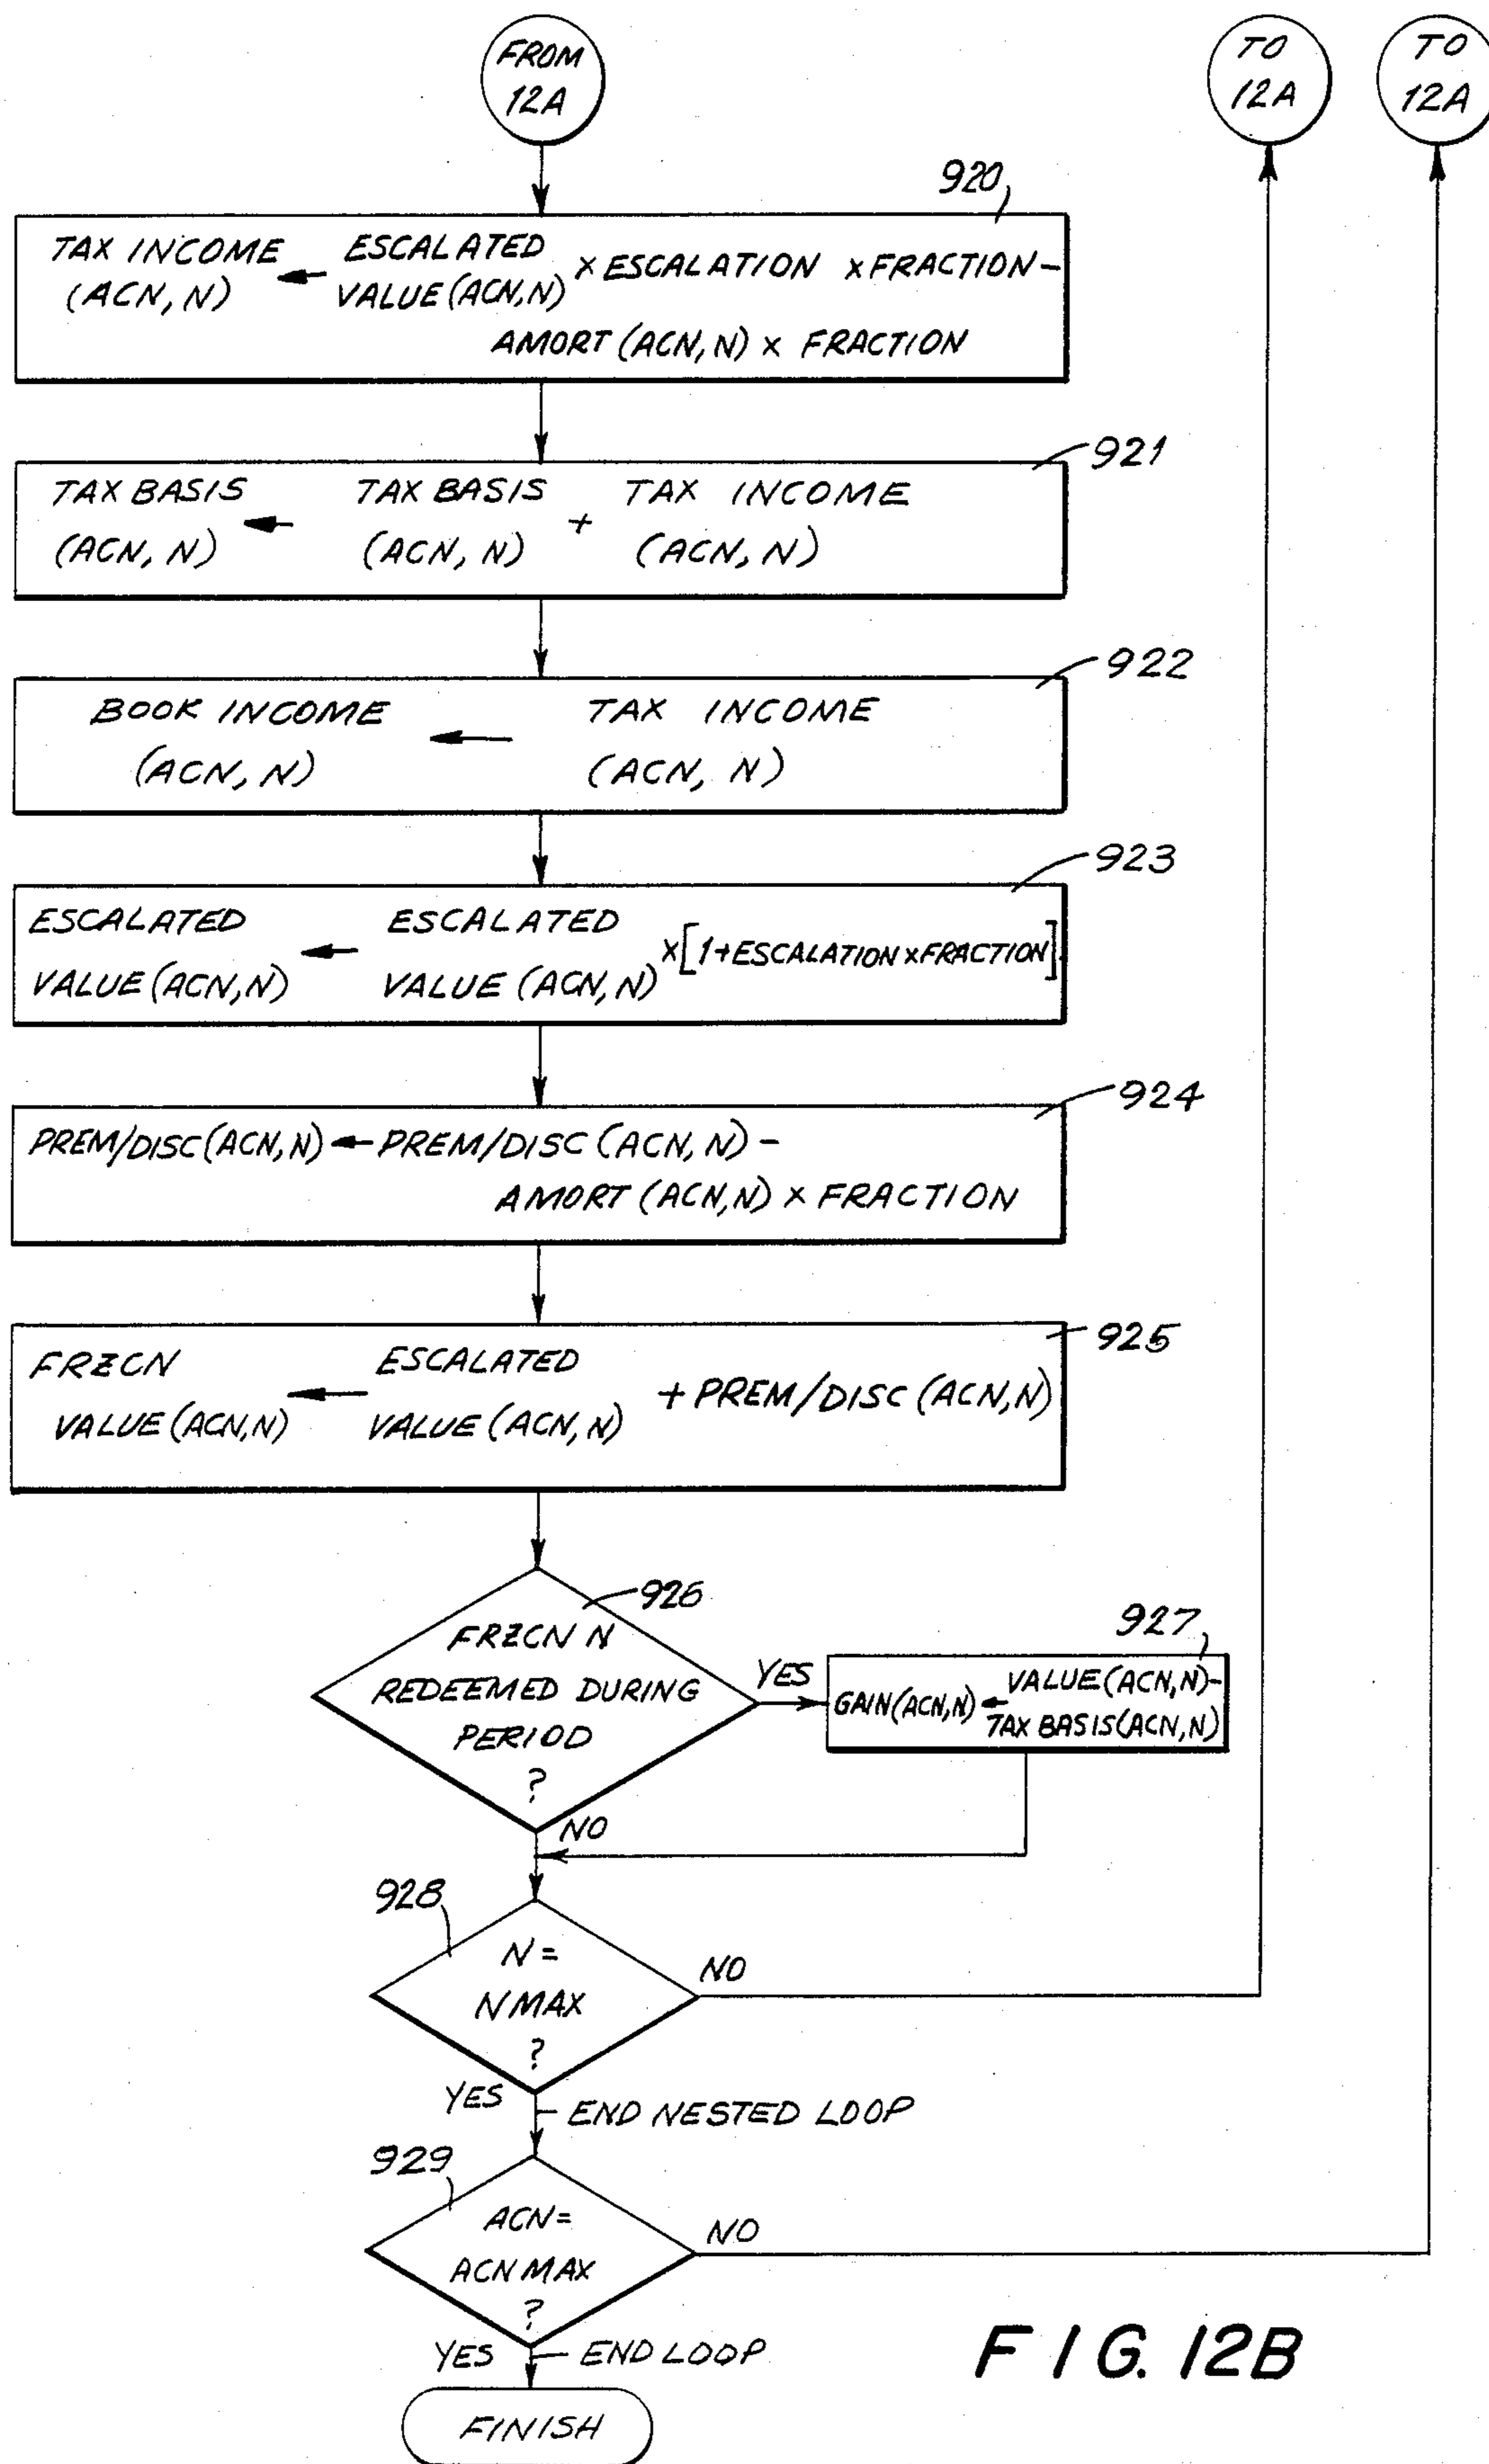 FROM
12A
TO
12A
TO
12A
920
TAX INCOME ← ESCALATED × ESCALATION × FRACTION –
(ACN, N) VALUE (ACN, N)
AMORT (ACN, N) × FRACTION
921
TAX BASIS ← TAX BASIS + TAX INCOME
(ACN, N) (ACN, N) (ACN, N)
922
BOOK INCOME ← TAX INCOME
(ACN, N) (ACN, N)
923
ESCALATED ← ESCALATED × [1 + ESCALATION × FRACTION]
VALUE (ACN, N) VALUE (ACN, N)
924
PREM/DISC (ACN, N) ← PREM/DISC (ACN, N) –
AMORT (ACN, N) × FRACTION
925
FRZCN ← ESCALATED + PREM/DISC (ACN, N)
VALUE (ACN, N) VALUE (ACN, N)
926
FRZCN N
REDEEMED DURING
PERIOD
?
YES
927
GAIN (ACN, N) ← VALUE (ACN, N) –
TAX BASIS (ACN, N)
NO
928
N =
NMAX
?
NO
YES
END NESTED LOOP
929
ACN =
ACN MAX
?
NO
YES
END LOOP
FINISH
FIG. 12B